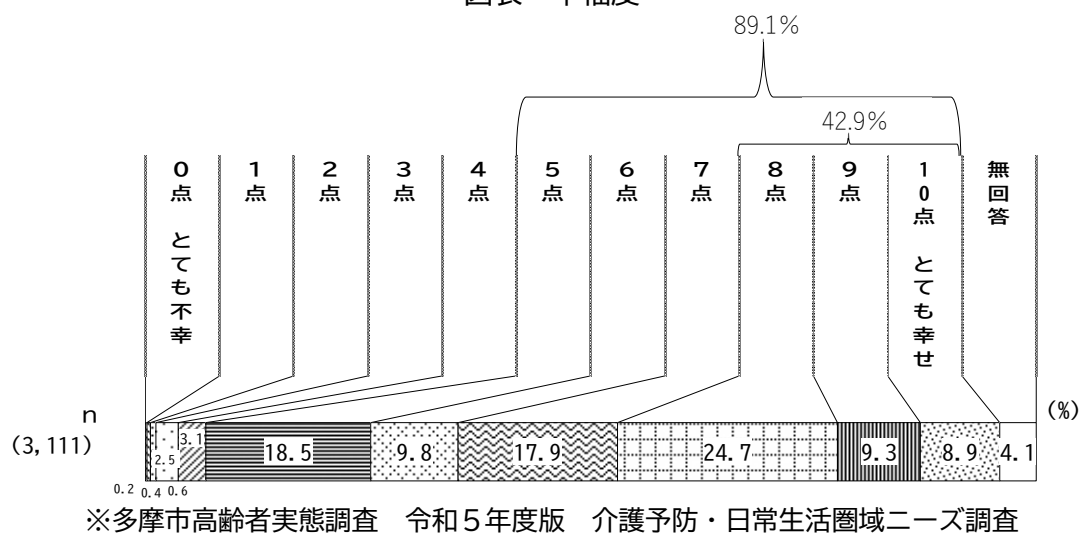 89.1%
42.9%
0点 とても不幸
1点
2点
3点
4点
5点
6点
7点
8点
9点
10点 とても幸せ
無回答
n
(3,111)
(%)
3.1
2.5
18.5
9.8
17.9
24.7
9.3
8.9
4.1
0.2
0.4
0.6
※多摩市高齢者実態調査 令和5年度版 介護予防・日常生活圏域ニーズ調査